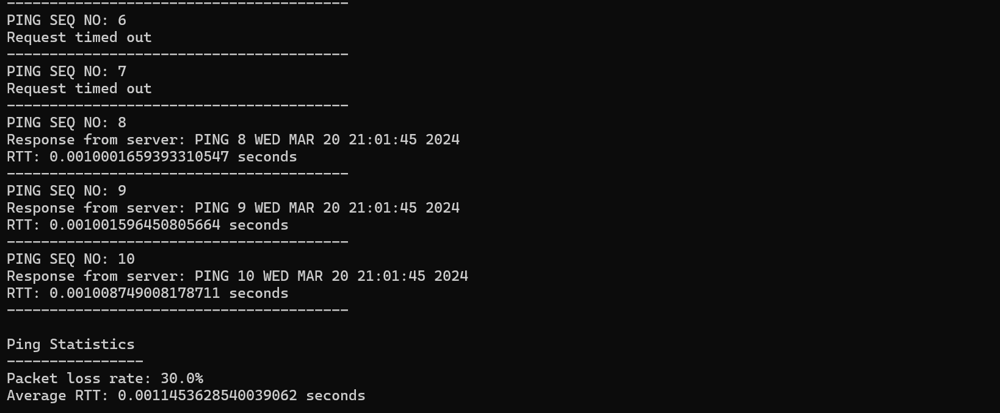 ----------------------------------------
PING SEQ NO: 6
Request timed out
----------------------------------------
PING SEQ NO: 7
Request timed out
----------------------------------------
PING SEQ NO: 8
Response from server: PING 8 WED MAR 20 21:01:45 2024
RTT: 0.0010001659393310547 seconds
----------------------------------------
PING SEQ NO: 9
Response from server: PING 9 WED MAR 20 21:01:45 2024
RTT: 0.001001596450805664 seconds
----------------------------------------
PING SEQ NO: 10
Response from server: PING 10 WED MAR 20 21:01:45 2024
RTT: 0.001008749008178711 seconds
----------------------------------------
Ping Statistics
----------------
Packet loss rate: 30.0%
Average RTT: 0.0011453628540039062 seconds